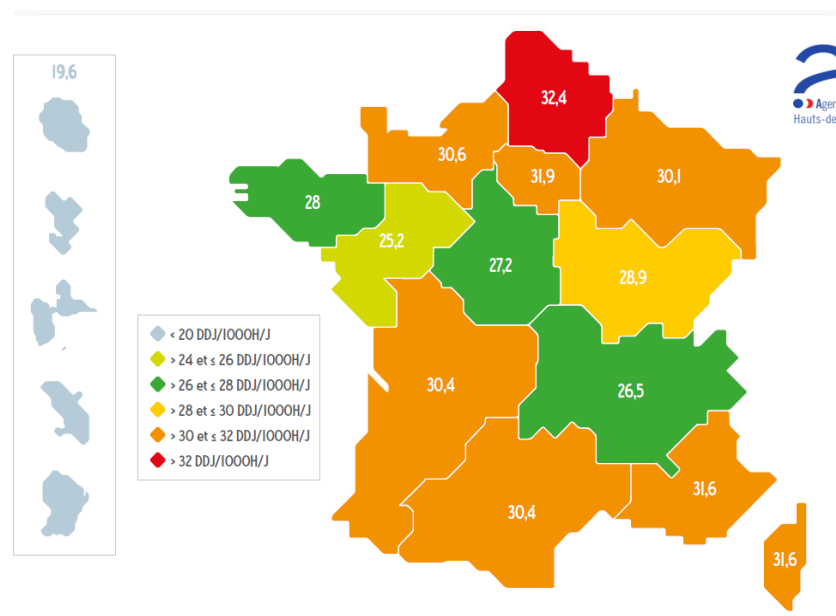 19,6
32,4
30,6
31,9
30,1
28
25,2
27,2
28,9
< 20 DDJ/1000H/J
> 24 et ≤ 26 DDJ/1000H/J
> 26 et ≤ 28 DDJ/1000H/J
> 28 et ≤ 30 DDJ/1000H/J
> 30 et ≤ 32 DDJ/1000H/J
> 32 DDJ/1000H/J
30,4
26,5
30,4
31,6
31,6
Agen
Hauts-de